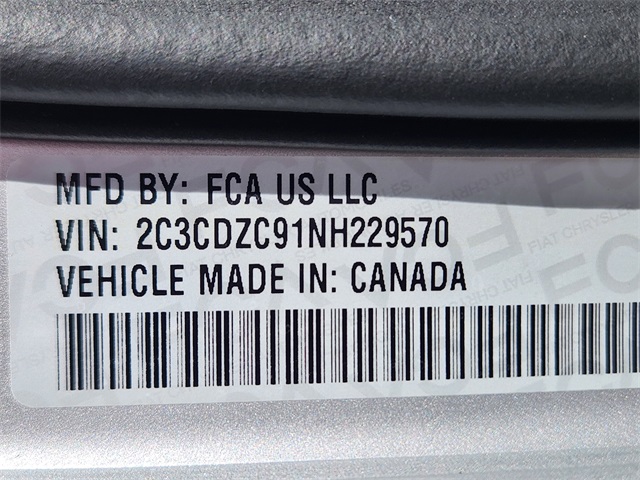 MFD BY: FCA US LLC
VIN: 2C3CDZC91NH229570
VEHICLE MADE IN: CANADA